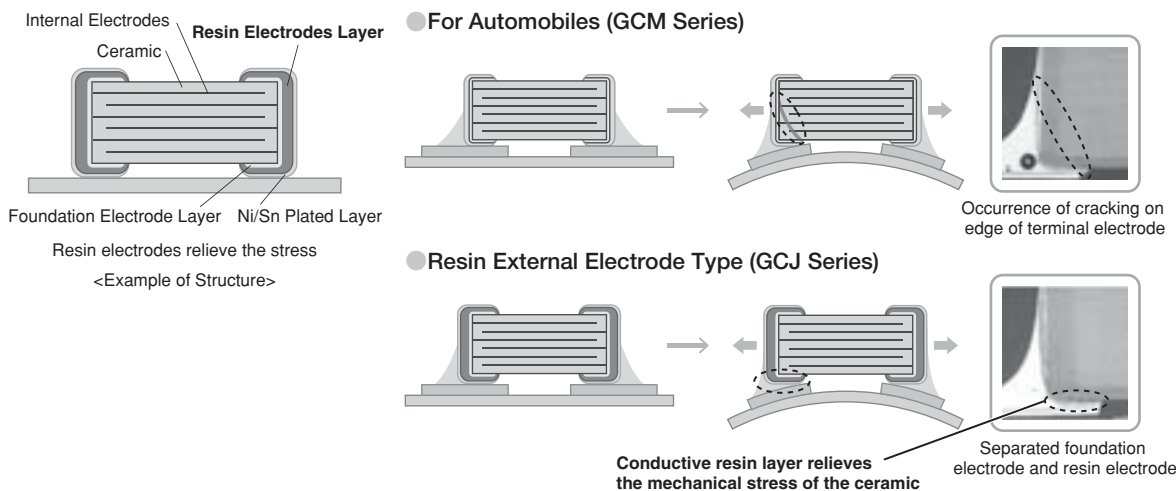 Internal Electrodes
Resin Electrodes Layer
Ceramic
Foundation Electrode Layer
Ni/Sn Plated Layer
Resin electrodes relieve the stress
<Example of Structure>
For Automobiles (GCM Series)
Occurrence of cracking on
edge of terminal electrode
Resin External Electrode Type (GCJ Series)
Conductive resin layer relieves
the mechanical stress of the ceramic
Separated foundation
electrode and resin electrode